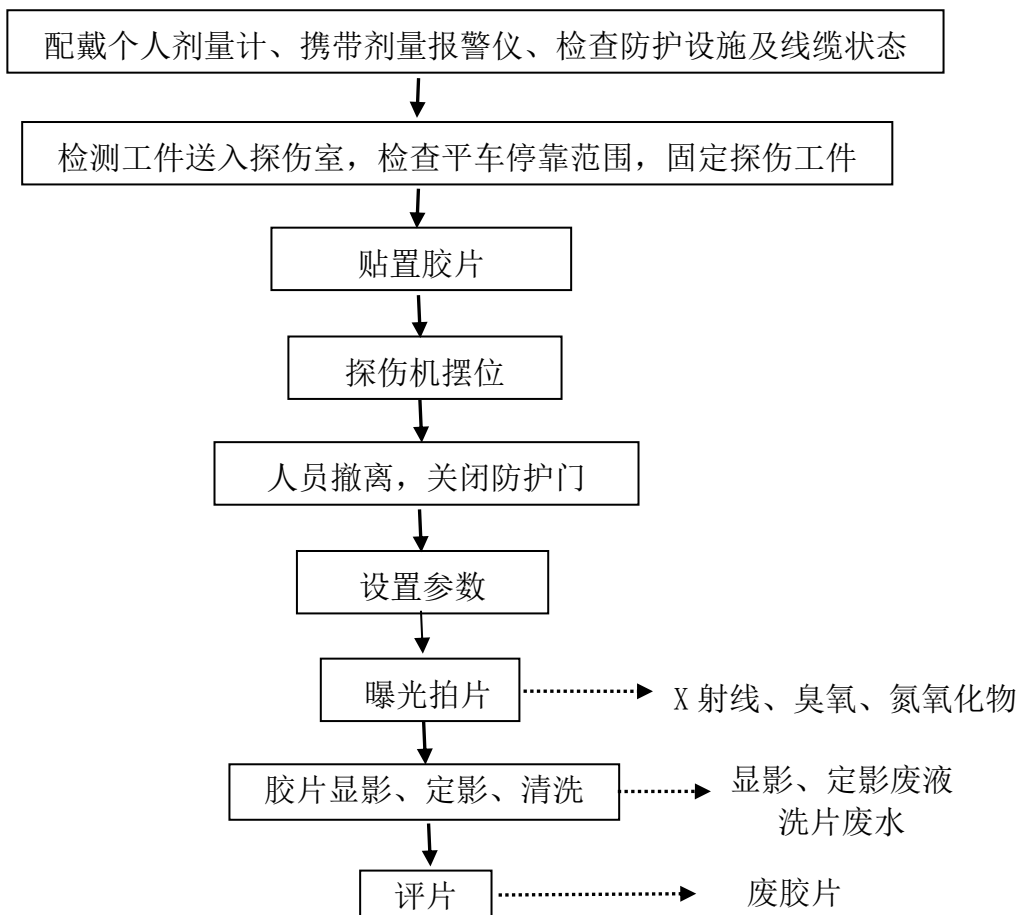 配戴个人剂量计、携带剂量报警仪、检查防护设施及线缆状态
检测工件送入探伤室，检查平车停靠范围，固定探伤工件
贴置胶片
探伤机摆位
人员撤离，关闭防护门
设置参数
曝光拍片
X 射线、臭氧、氮氧化物
胶片显影、定影、清洗
显影、定影废液
洗片废水
评片
废胶片